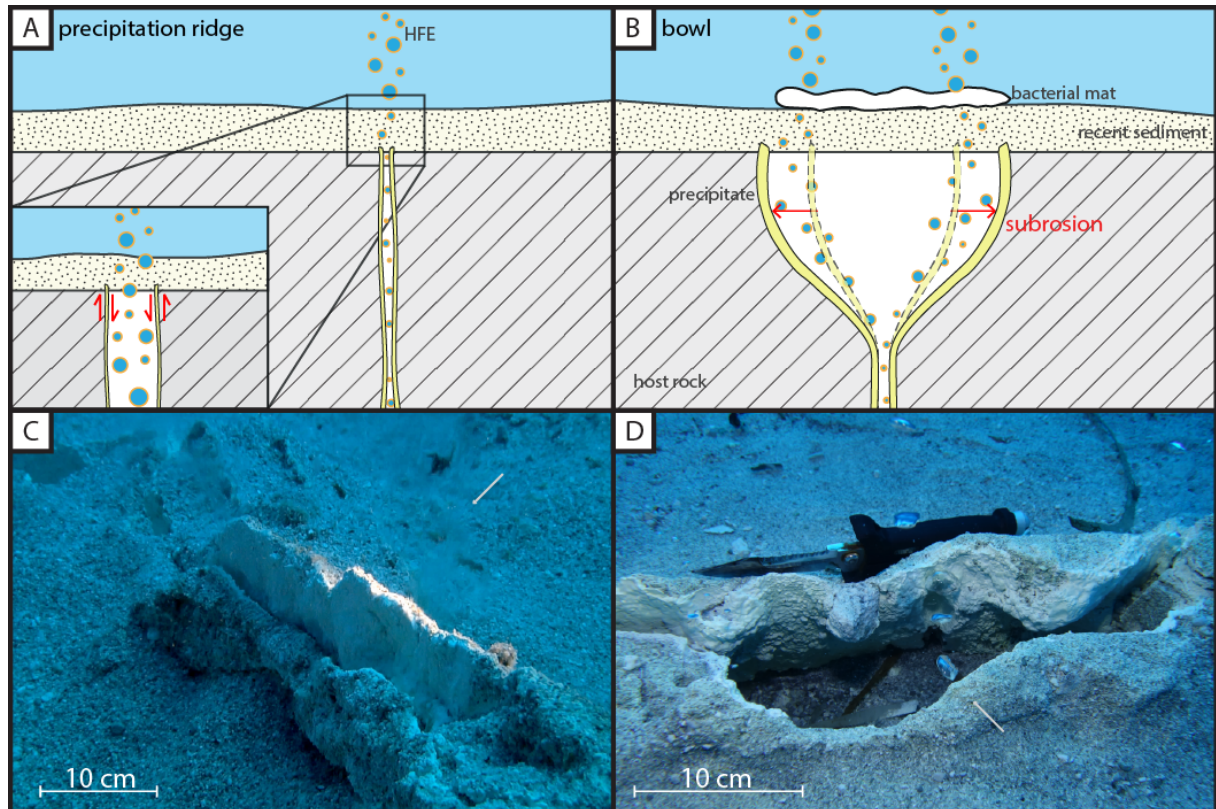 A precipitation ridge
HFE
B bowl
bacterial mat
recent sediment
precipitate
subrosion
host rock
C
10 cm
D
10 cm